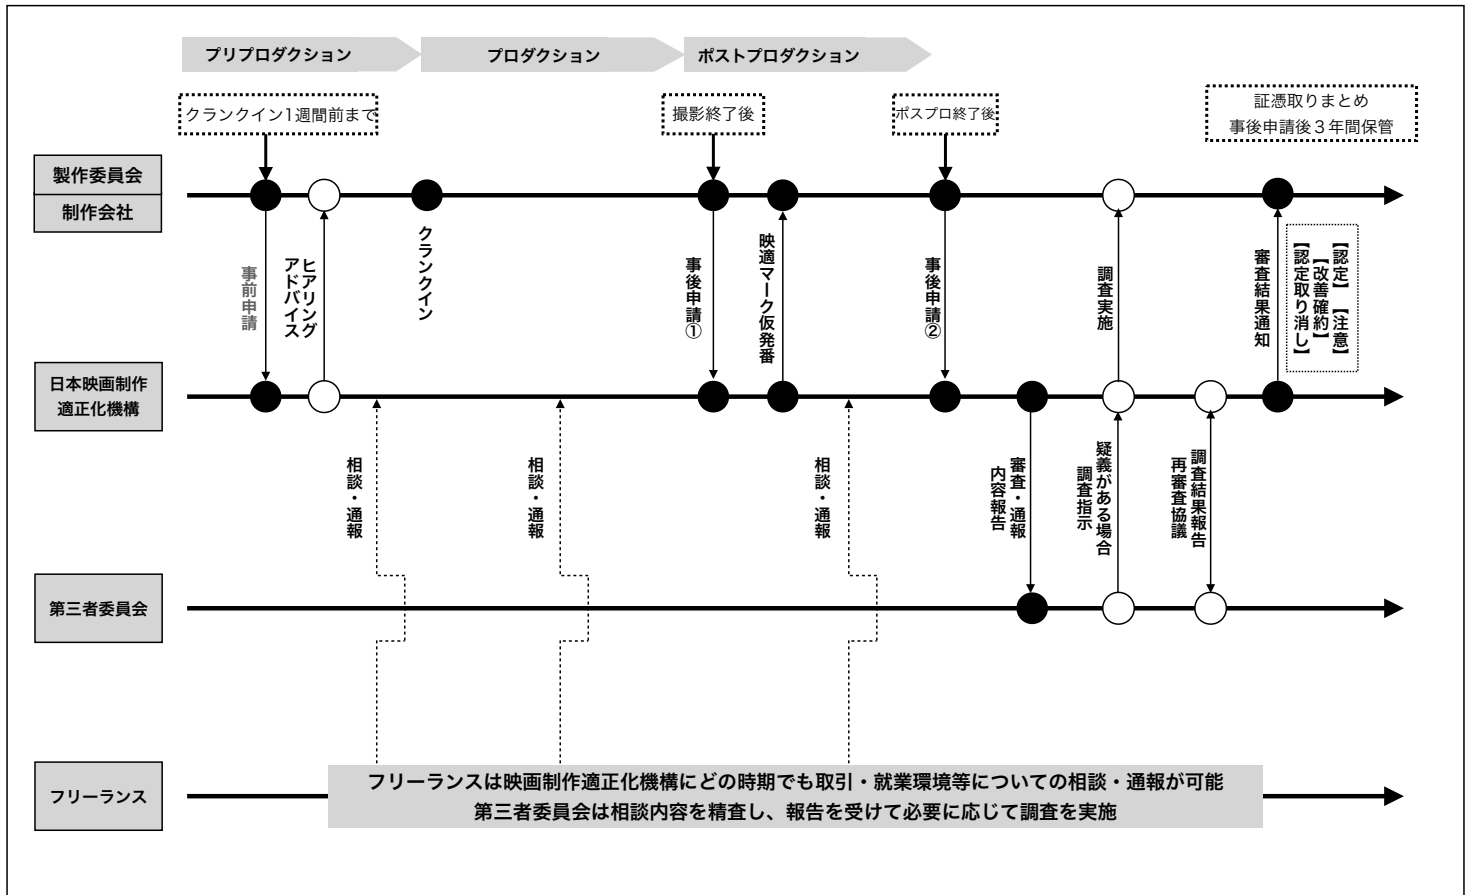 プリプロダクション
プロダクション
ポストプロダクション
クランクイン1週間前まで
撮影終了後
ポスプロ終了後
証憑取りまとめ
事後申請後３年間保管
製作委員会
制作会社
事前申請
ヒアリング
アドバイス
クランクイン
事後申請①
映適マーク仮発番
事後申請②
調査実施
審査結果通知
【認定】【注意】
【改善確約】
【認定取り消し】
日本映画制作
適正化機構
相談・通報
相談・通報
相談・通報
審査・通報
内容報告
疑義がある場合
調査指示
調査結果報告
再審査協議
第三者委員会
フリーランス
フリーランスは映画制作適正化機構にどの時期でも取引・就業環境等についての相談・通報が可能
第三者委員会は相談内容を精査し、報告を受けて必要に応じて調査を実施